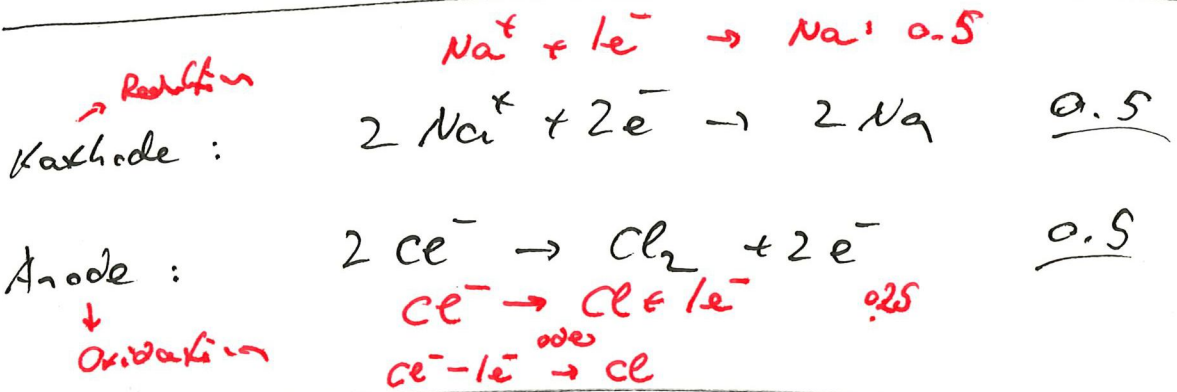 Na⁺ + 1e⁻ → Na: 0.5
→ Reduktion
Kathode : 2 Na⁺ + 2e⁻ → 2 Na 0.5
Anode : 2 Cl⁻ → Cl₂ + 2e⁻ 0.5
Cl⁻ → Cl + 1e⁻ 0.25
↓ oder
Oxidation Cl⁻ - 1e⁻ → Cl